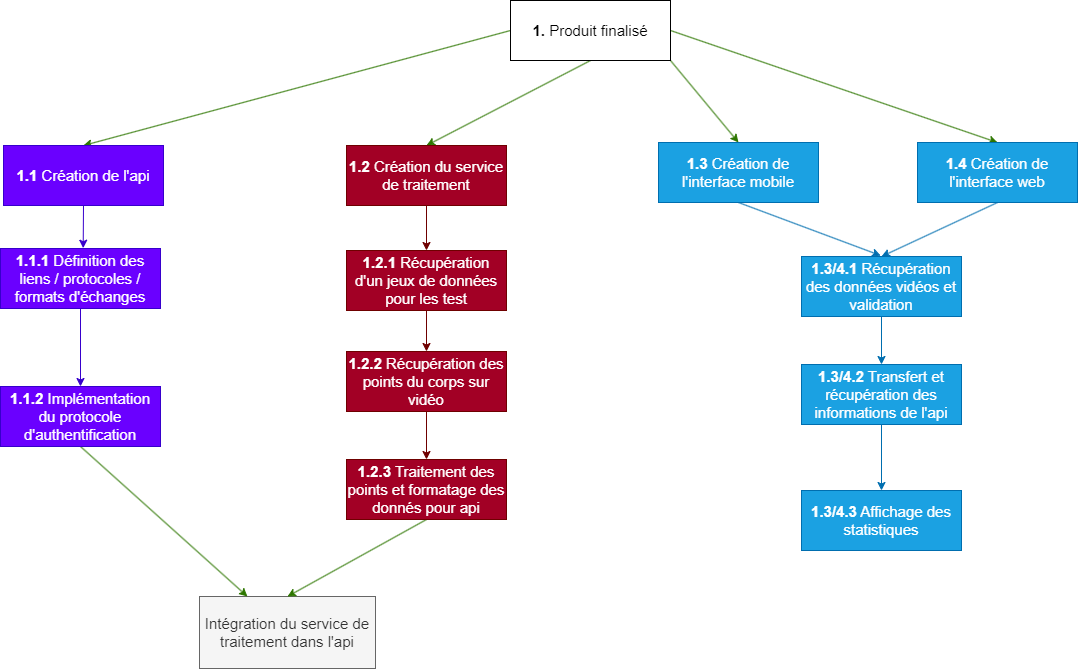 1. Produit finalisé
1.1 Création de l'api
1.2 Création du service
de traitement
1.3 Création de
l'interface mobile
1.4 Création de
l'interface web
1.1.1 Définition des
liens / protocoles /
formats d'échanges
1.2.1 Récupération
d'un jeux de données
pour les test
1.3/4.1 Récupération
des données vidéos et
validation
1.2.2 Récupération des
points du corps sur
vidéo
1.3/4.2 Transfert et
récupération des
informations de l'api
1.1.2 Implémentation
du protocole
d'authentification
1.2.3 Traitement des
points et formatage des
donnés pour api
1.3/4.3 Affichage des
statistiques
Intégration du service de
traitement dans l'api